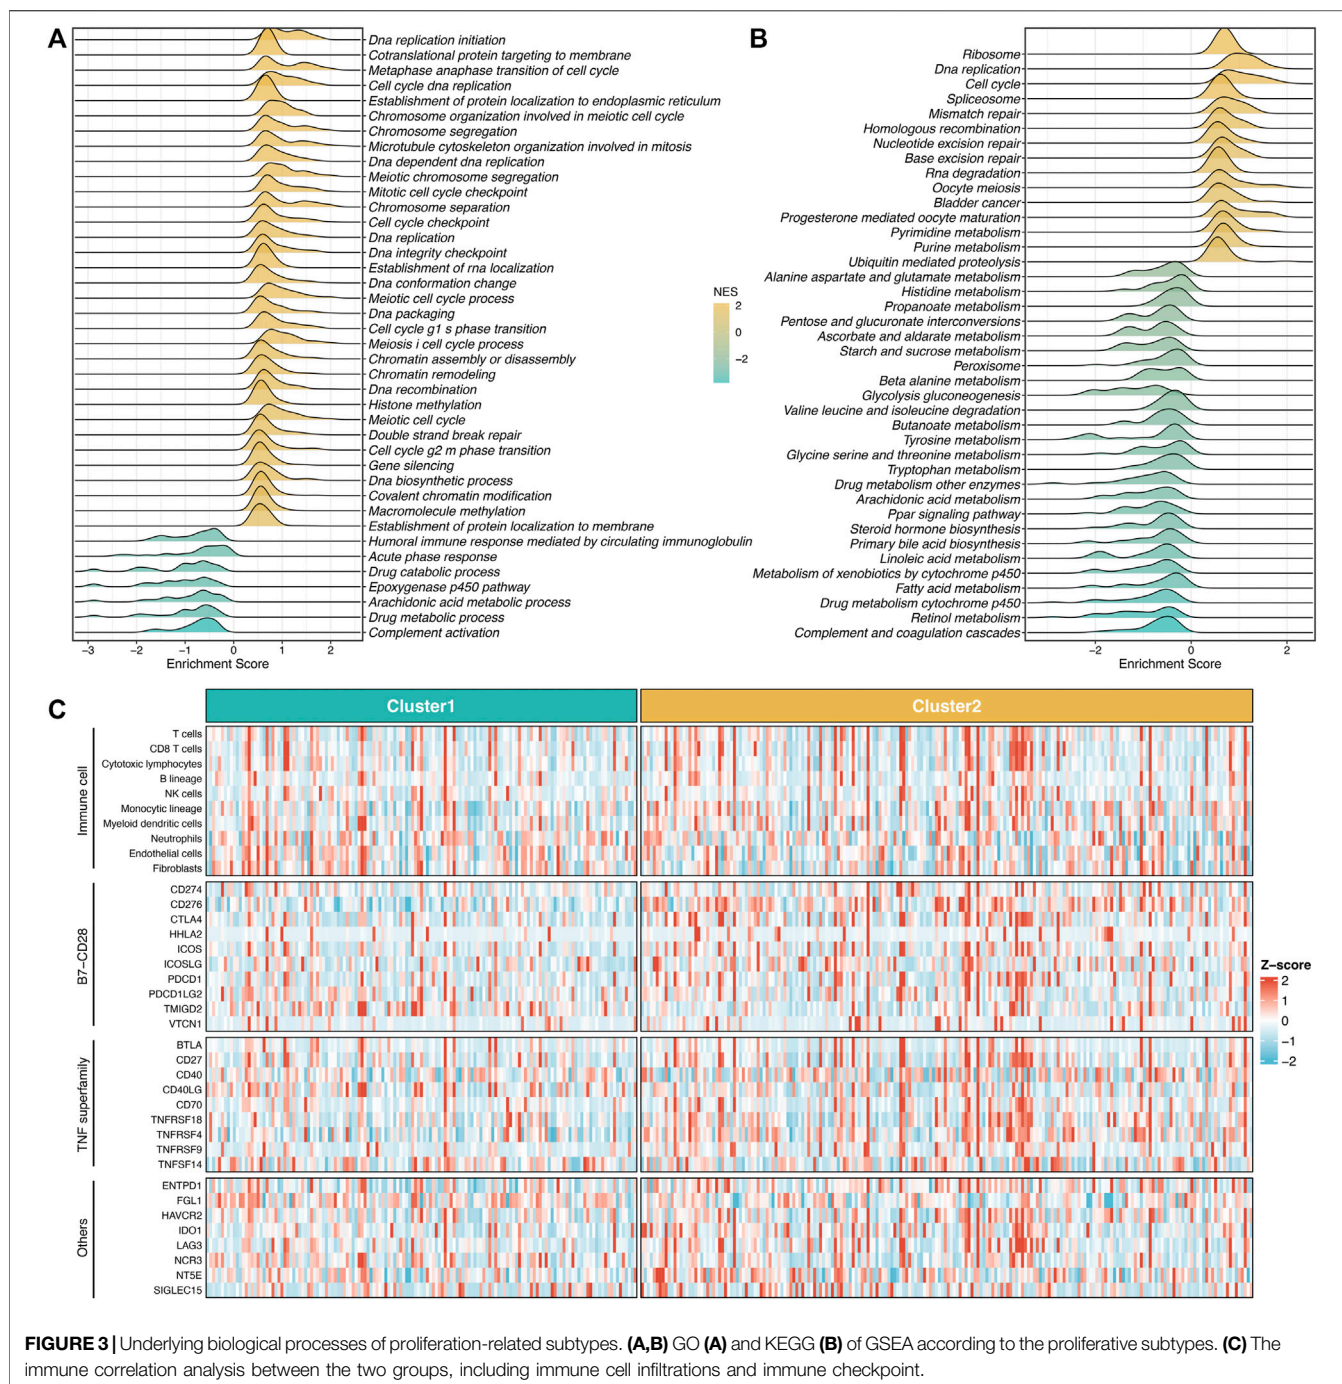 A
Dna replication initiation
Cotranslational protein targeting to membrane
Metaphase anaphase transition of cell cycle
Cell cycle dna replication
Establishment of protein localization to endoplasmic reticulum
Chromosome organization involved in meiotic cell cycle
Chromosome segregation
Microtubule cytoskeleton organization involved in mitosis
Dna dependent dna replication
Meiotic chromosome segregation
Mitotic cell cycle checkpoint
Chromosome separation
Cell cycle checkpoint
Dna replication
Dna integrity checkpoint
Establishment of rna localization
Dna conformation change
Meiotic cell cycle process
Dna packaging
Cell cycle g1 s phase transition
Meiosis i cell cycle process
Chromatin assembly or disassembly
Chromatin remodeling
Dna recombination
Histone methylation
Meiotic cell cycle
Double strand break repair
Cell cycle g2 m phase transition
Gene silencing
Dna biosynthetic process
Covalent chromatin modification
Macromolecule methylation
Establishment of protein localization to membrane
Humoral immune response mediated by circulating immunoglobulin
Acute phase response
Drug catabolic process
Epoxygenase p450 pathway
Arachidonic acid metabolic process
Drug metabolic process
Complement activation
−3 −2 −1 0 1 2
Enrichment Score
NES
2
0
−2
B
Ribosome
Dna replication
Cell cycle
Spliceosome
Mismatch repair
Homologous recombination
Nucleotide excision repair
Base excision repair
Rna degradation
Oocyte meiosis
Bladder cancer
Progesterone mediated oocyte maturation
Pyrimidine metabolism
Purine metabolism
Ubiquitin mediated proteolysis
Alanine aspartate and glutamate metabolism
Histidine metabolism
Propanoate metabolism
Pentose and glucuronate interconversions
Ascorbate and aldarate metabolism
Starch and sucrose metabolism
Peroxisome
Beta alanine metabolism
Glycolysis gluconeogenesis
Valine leucine and isoleucine degradation
Butanoate metabolism
Tyrosine metabolism
Glycine serine and threonine metabolism
Tryptophan metabolism
Drug metabolism other enzymes
Arachidonic acid metabolism
Ppar signaling pathway
Steroid hormone biosynthesis
Primary bile acid biosynthesis
Linoleic acid metabolism
Metabolism of xenobiotics by cytochrome p450
Fatty acid metabolism
Drug metabolism cytochrome p450
Retinol metabolism
Complement and coagulation cascades
−2 0 2
Enrichment Score
C
Cluster1 Cluster2
Immune cell
T cells
CD8 T cells
Cytotoxic lymphocytes
B lineage
NK cells
Monocytic lineage
Myeloid dendritic cells
Neutrophils
Endothelial cells
Fibroblasts
B7−CD28
CD274
CD276
CTLA4
HHLA2
ICOS
ICOSLG
PDCD1
PDCD1LG2
TMIGD2
VTCN1
TNF superfamily
BTLA
CD27
CD40
CD40LG
CD70
TNFRSF18
TNFRSF4
TNFRSF9
TNFSF14
Others
ENTPD1
FGL1
HAVCR2
IDO1
LAG3
NCR3
NT5E
SIGLEC15
Z−score
2
1
0
−1
−2
FIGURE 3 | Underlying biological processes of proliferation-related subtypes. (A,B) GO (A) and KEGG (B) of GSEA according to the proliferative subtypes. (C) The
immune correlation analysis between the two groups, including immune cell infiltrations and immune checkpoint.